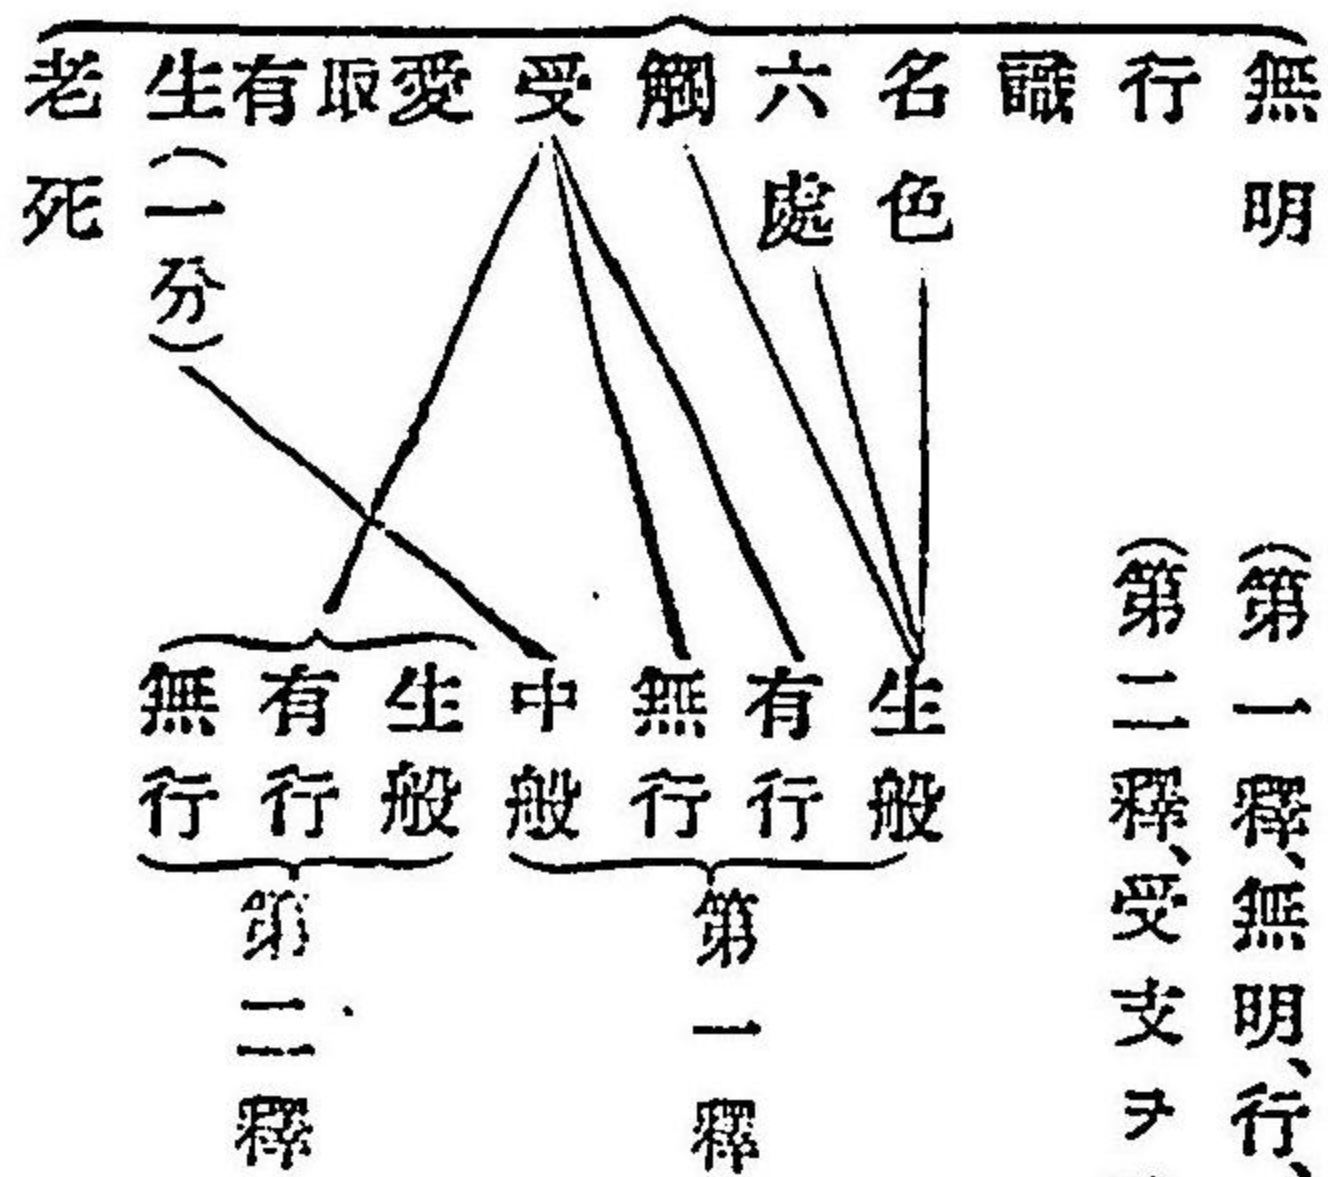 無明
行
識
名色
六處
觸
受
愛
取
有
生(一分)
老死
(第一釋、無明、行、
(第二釋、受支ヲ
生般
有行
無行
中般
第一釋
生般
有行
無行
第二釋